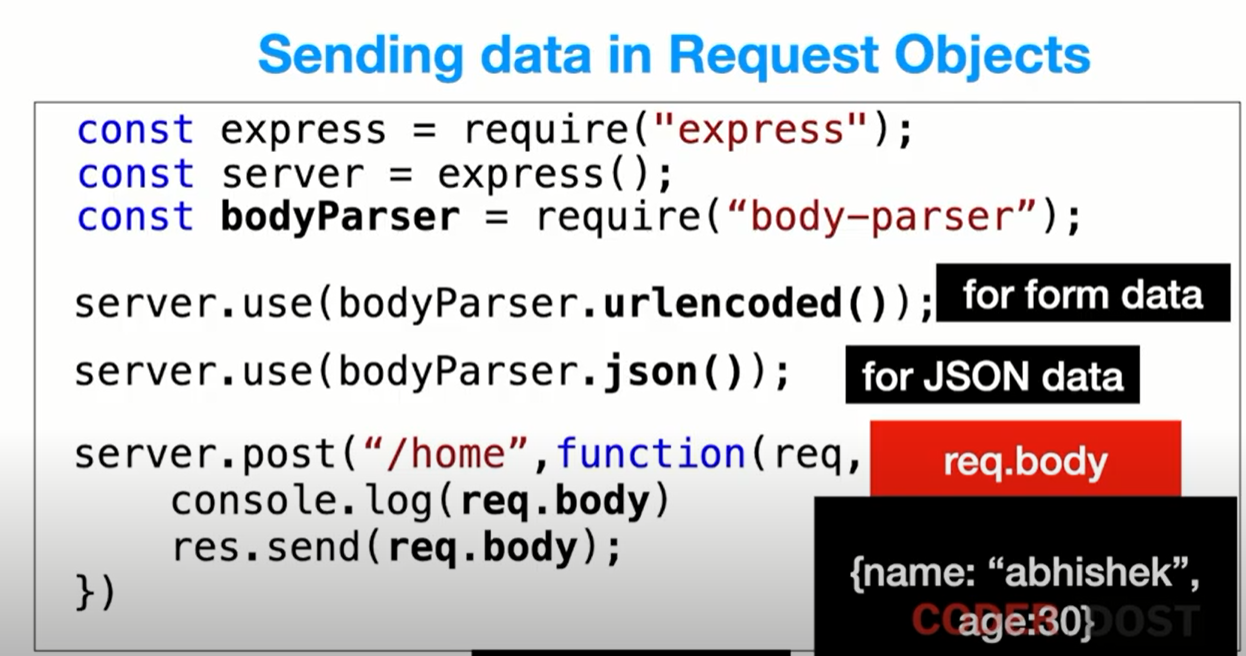 Sending data in Request Objects
const express = require("express");
const server = express();
const bodyParser = require(“body-parser”);
server.use(bodyParser.urlencoded());
for form data
server.use(bodyParser.json());
for JSON data
server.post(“/home”,function(req,
req.body
console.log(req.body)
res.send(req.body);
})
{name: “abhishek”,
age:30}
CODER DOST